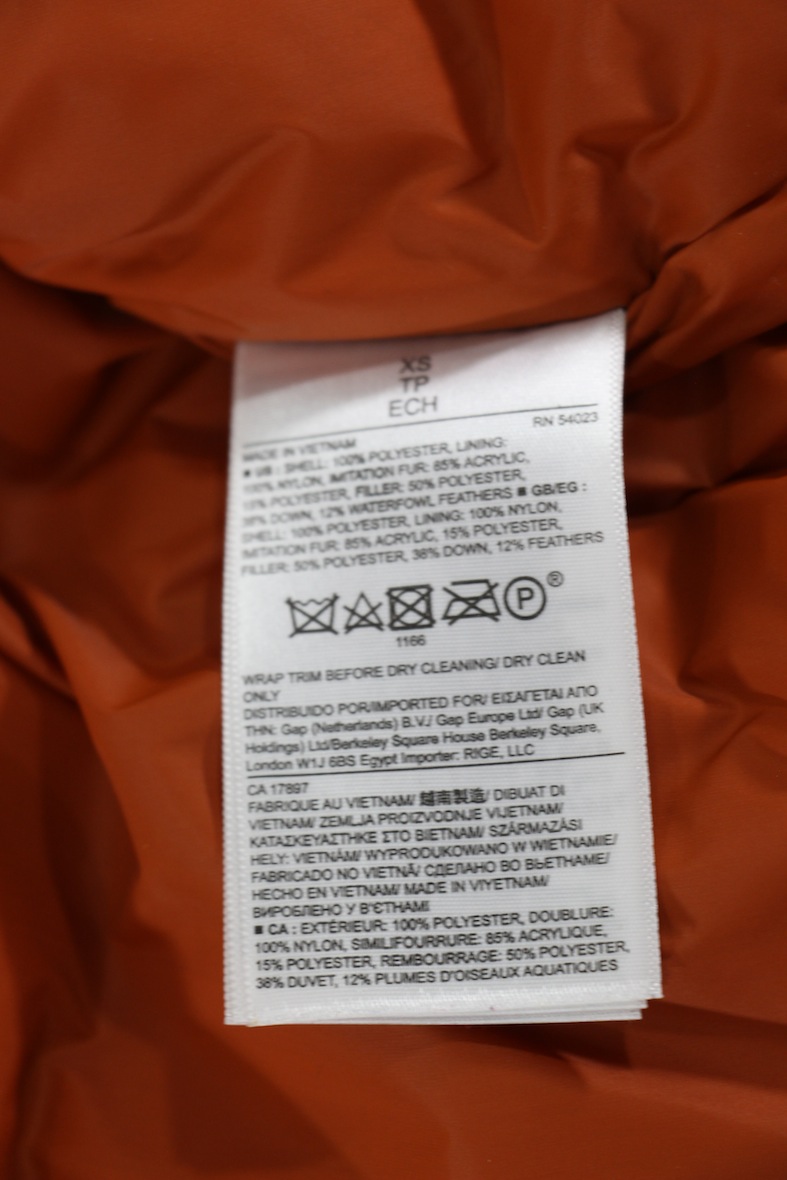 XS
TP
ECH
RN 54023
MADE IN VIETNAM
■ US : SHELL: 100% POLYESTER, LINING:
100% NYLON, IMITATION FUR: 85% ACRYLIC,
15% POLYESTER, FILLER: 50% POLYESTER,
38% DOWN, 12% WATERFOWL FEATHERS ■ GB/EG :
SHELL: 100% POLYESTER, LINING: 100% NYLON,
IMITATION FUR: 85% ACRYLIC, 15% POLYESTER,
FILLER: 50% POLYESTER, 38% DOWN, 12% FEATHERS
P ®
1166
WRAP TRIM BEFORE DRY CLEANING/ DRY CLEAN
ONLY
DISTRIBUIDO POR/IMPORTED FOR/ ΕΙΣΑΓΕΤΑΙ ΑΠΟ
THN: Gap (Netherlands) B.V./ Gap Europe Ltd/ Gap (UK
Holdings) Ltd/Berkeley Square House Berkeley Square,
London W1J 6BS Egypt Importer: RIGE, LLC
CA 17897
FABRIQUE AU VIETNAM/ 越南製造/ DIBUAT DI
VIETNAM/ ZEMLJA PROIZVODNJE VIJETNAM/
ΚΑΤΑΣΚΕΥΑΣΤΗΚΕ ΣΤΟ ΒΙΕΤΝΑΜ/ SZÁRMAZÁSI
HELY: VIETNÁM/ WYPRODUKOWANO W WIETNAMIE/
FABRICADO NO VIETNÃ/ СДЕЛАНО ВО ВЬЕТНАМЕ/
HECHO EN VIETNAM/ MADE IN VIYETNAM/
ВИРОБЛЕНО У В'ЄТНАМІ
■ CA : EXTÉRIEUR: 100% POLYESTER, DOUBLURE:
100% NYLON, SIMILIFOURRURE: 85% ACRYLIQUE,
15% POLYESTER, REMBOURRAGE: 50% POLYESTER,
38% DUVET, 12% PLUMES D'OISEAUX AQUATIQUES